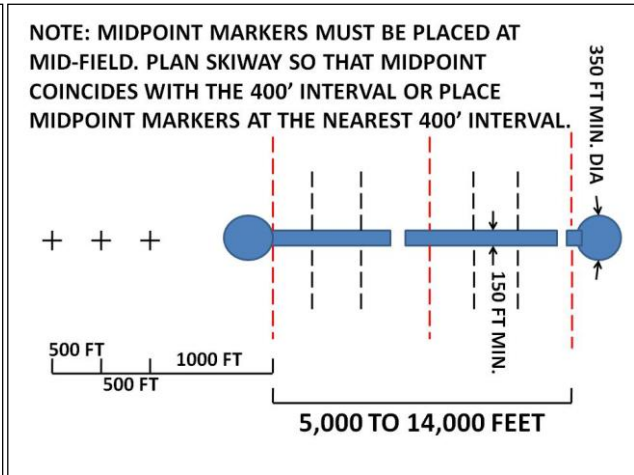 NOTE: MIDPOINT MARKERS MUST BE PLACED AT
MID-FIELD. PLAN SKIWAY SO THAT MIDPOINT
COINCIDES WITH THE 400' INTERVAL OR PLACE
MIDPOINT MARKERS AT THE NEAREST 400' INTERVAL.
350 FT MIN. DIA
150 FT MIN.
500 FT
500 FT
1000 FT
5,000 TO 14,000 FEET